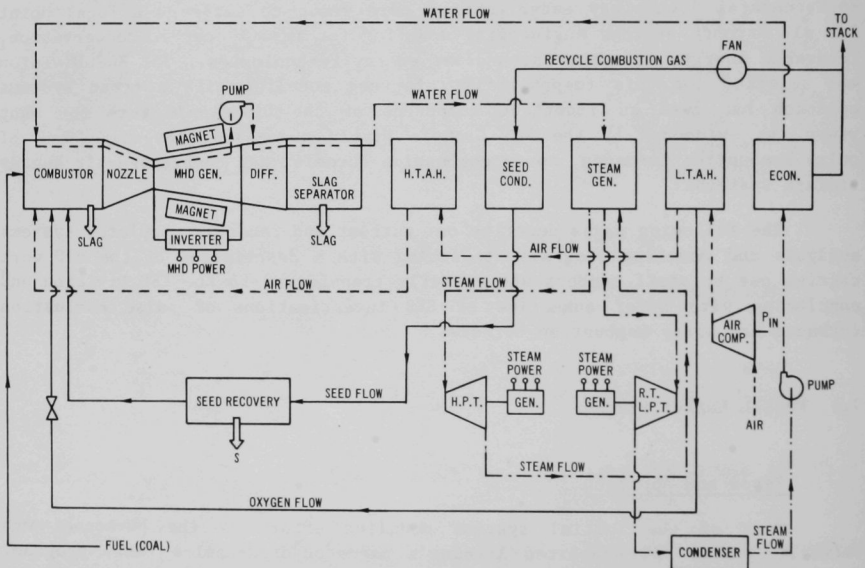 WATER FLOW
TO
STACK
FAN
RECYCLE COMBUSTION GAS
PUMP
WATER FLOW
MAGNET
COMBUSTOR
NOZZLE
MHD GEN.
DIFF.
SLAG
SEPARATOR
H.T.A.H.
SEED
COND.
STEAM
GEN.
L.T.A.H.
ECON.
MAGNET
SLAG
INVERTER
SLAG
MHD POWER
AIR FLOW
AIR FLOW
STEAM FLOW
AIR
COMP.
PIN
STEAM
POWER
STEAM
POWER
SEED RECOVERY
SEED FLOW
H.P.T.
GEN.
GEN.
R.T.
L.P.T.
PUMP
AIR
S
STEAM FLOW
OXYGEN FLOW
FUEL (COAL)
CONDENSER
STEAM
FLOW